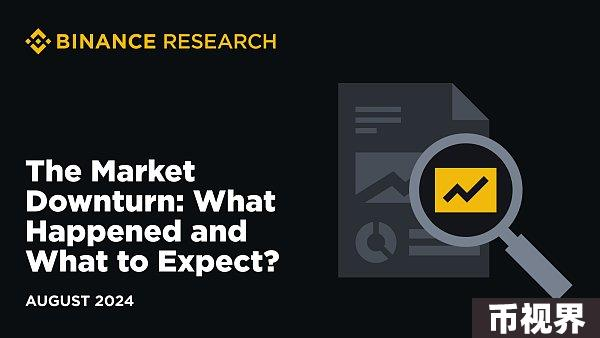 BINANCE RESEARCH
The Market
Downturn: What
Happened and
What to Expect?
AUGUST 2024
币视界